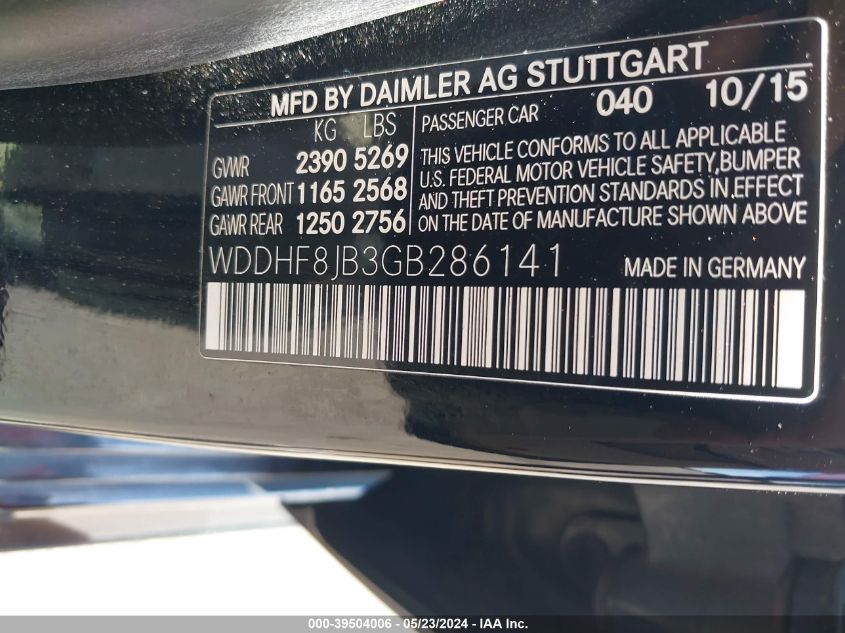 MFD BY DAIMLER AG STUTTGART
KG LBS PASSENGER CAR 040 10/15
GVWR 2390 5269
GAWR FRONT 1165 2568
GAWR REAR 1250 2756
THIS VEHICLE CONFORMS TO ALL APPLICABLE
U.S. FEDERAL MOTOR VEHICLE SAFETY,BUMPER
AND THEFT PREVENTION STANDARDS IN EFFECT
ON THE DATE OF MANUFACTURE SHOWN ABOVE
WDDHF8JB3GB286141 MADE IN GERMANY
000-39504006 - 05/23/2024 - IAA Inc.